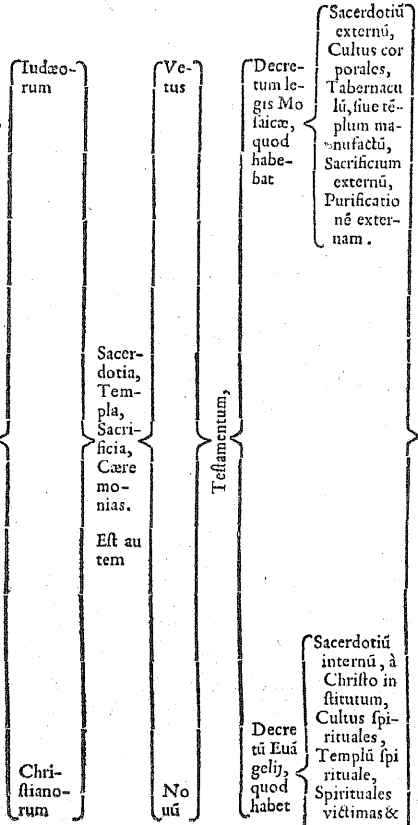 Iudæo-
rum
Chri-
ſtiano-
rum
Sacer-
dotia,
Tem-
pla,
Sacri-
ficia,
Cære
mo-
nias.
Eſt au
tem
Ve-
tus
No
uũ
Teſtamentum,
Decre-
tum le-
gis Mo
ſaicæ,
quod
habe-
bat
Sacerdotiũ
externũ,
Cultus cor
porales,
Tabernacu
lũ, ſiue tẽ-
plum ma-
nufactũ,
Sacrificium
externũ,
Purificatio
nẽ exter-
nam.
Decre
tũ Euã
gelij,
quod
habet
Sacerdotiũ
internũ, à
Chriſto in
ſtitutum,
Cultus ſpi-
rituales,
Templũ ſpi
rituale,
Spirituales
victimas &